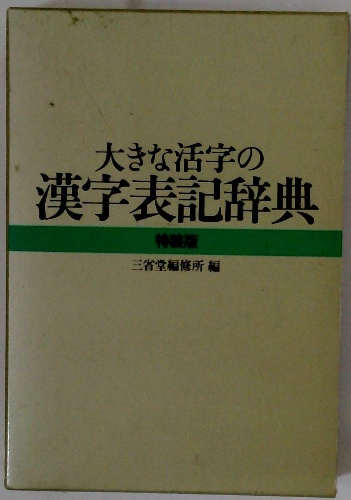 大きな活字の
漢字表記辞典
特装版
三省堂編修所 編